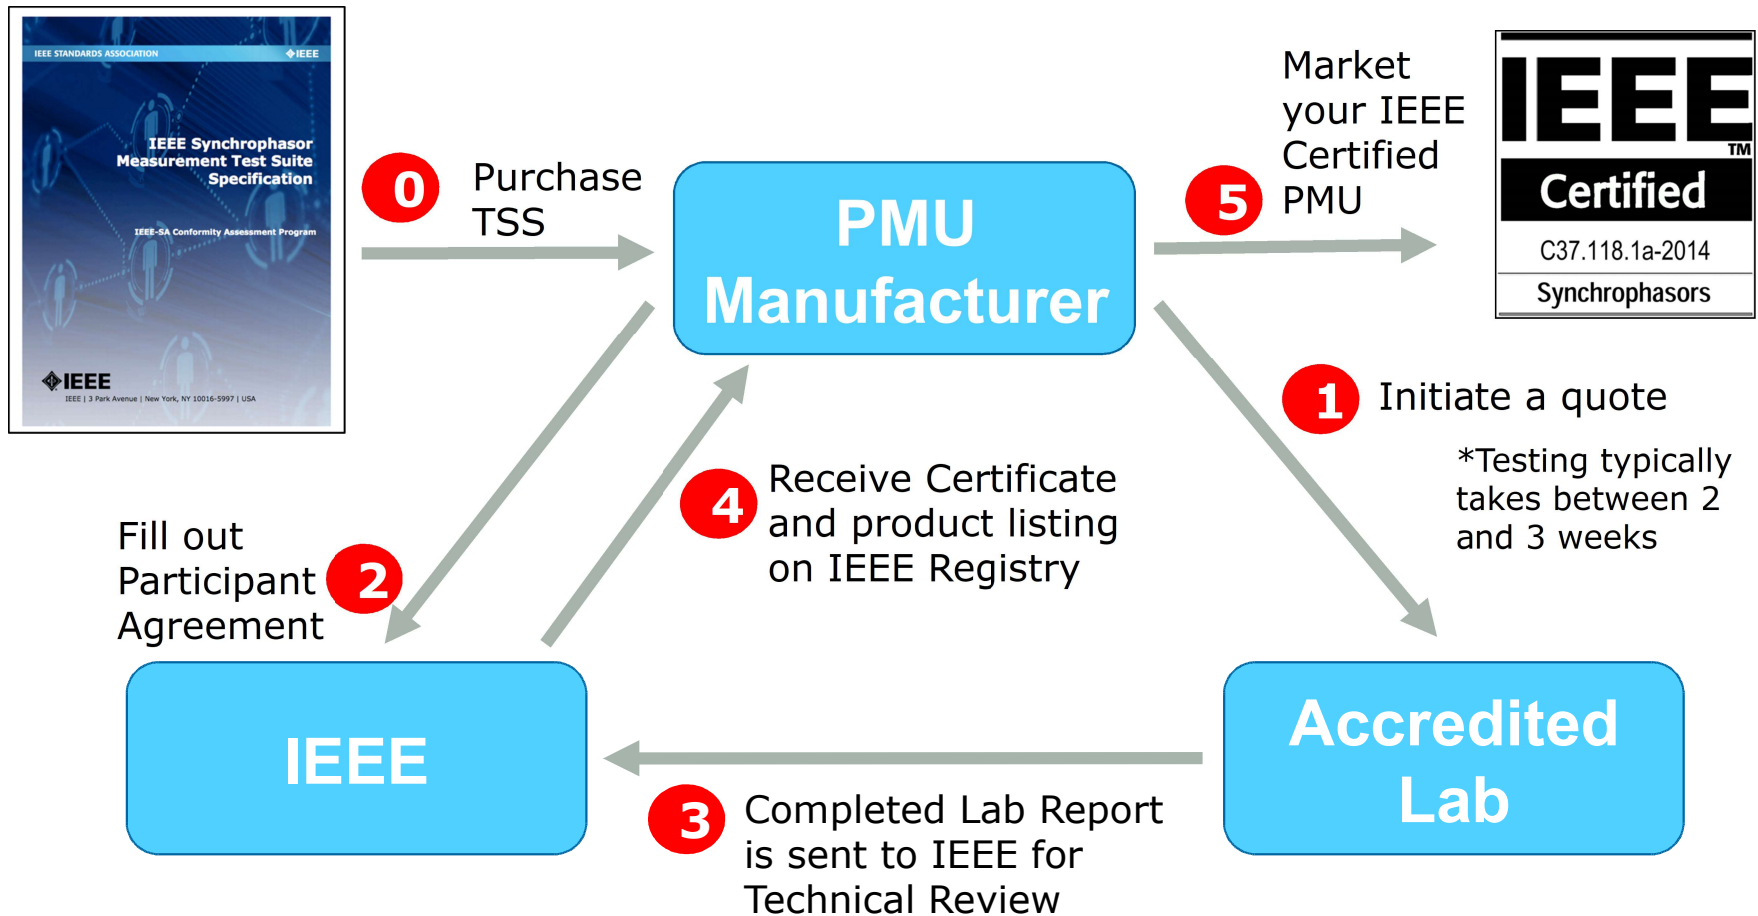 IEEE STANDARDS ASSOCIATION
IEEE
IEEE Synchrophasor
Measurement Test Suite
Specification
IEEE-SA Conformity Assessment Program
IEEE
IEEE | 3 Park Avenue | New York, NY 10016-5997 | USA
0
Purchase
TSS
PMU
Manufacturer
5
Market
your IEEE
Certified
PMU
IEEE
TM
Certified
C37.118.1a-2014
Synchrophasors
1
Initiate a quote
*Testing typically
takes between 2
and 3 weeks
Fill out
Participant
Agreement
2
4
Receive Certificate
and product listing
on IEEE Registry
IEEE
Accredited
Lab
3
Completed Lab Report
is sent to IEEE for
Technical Review